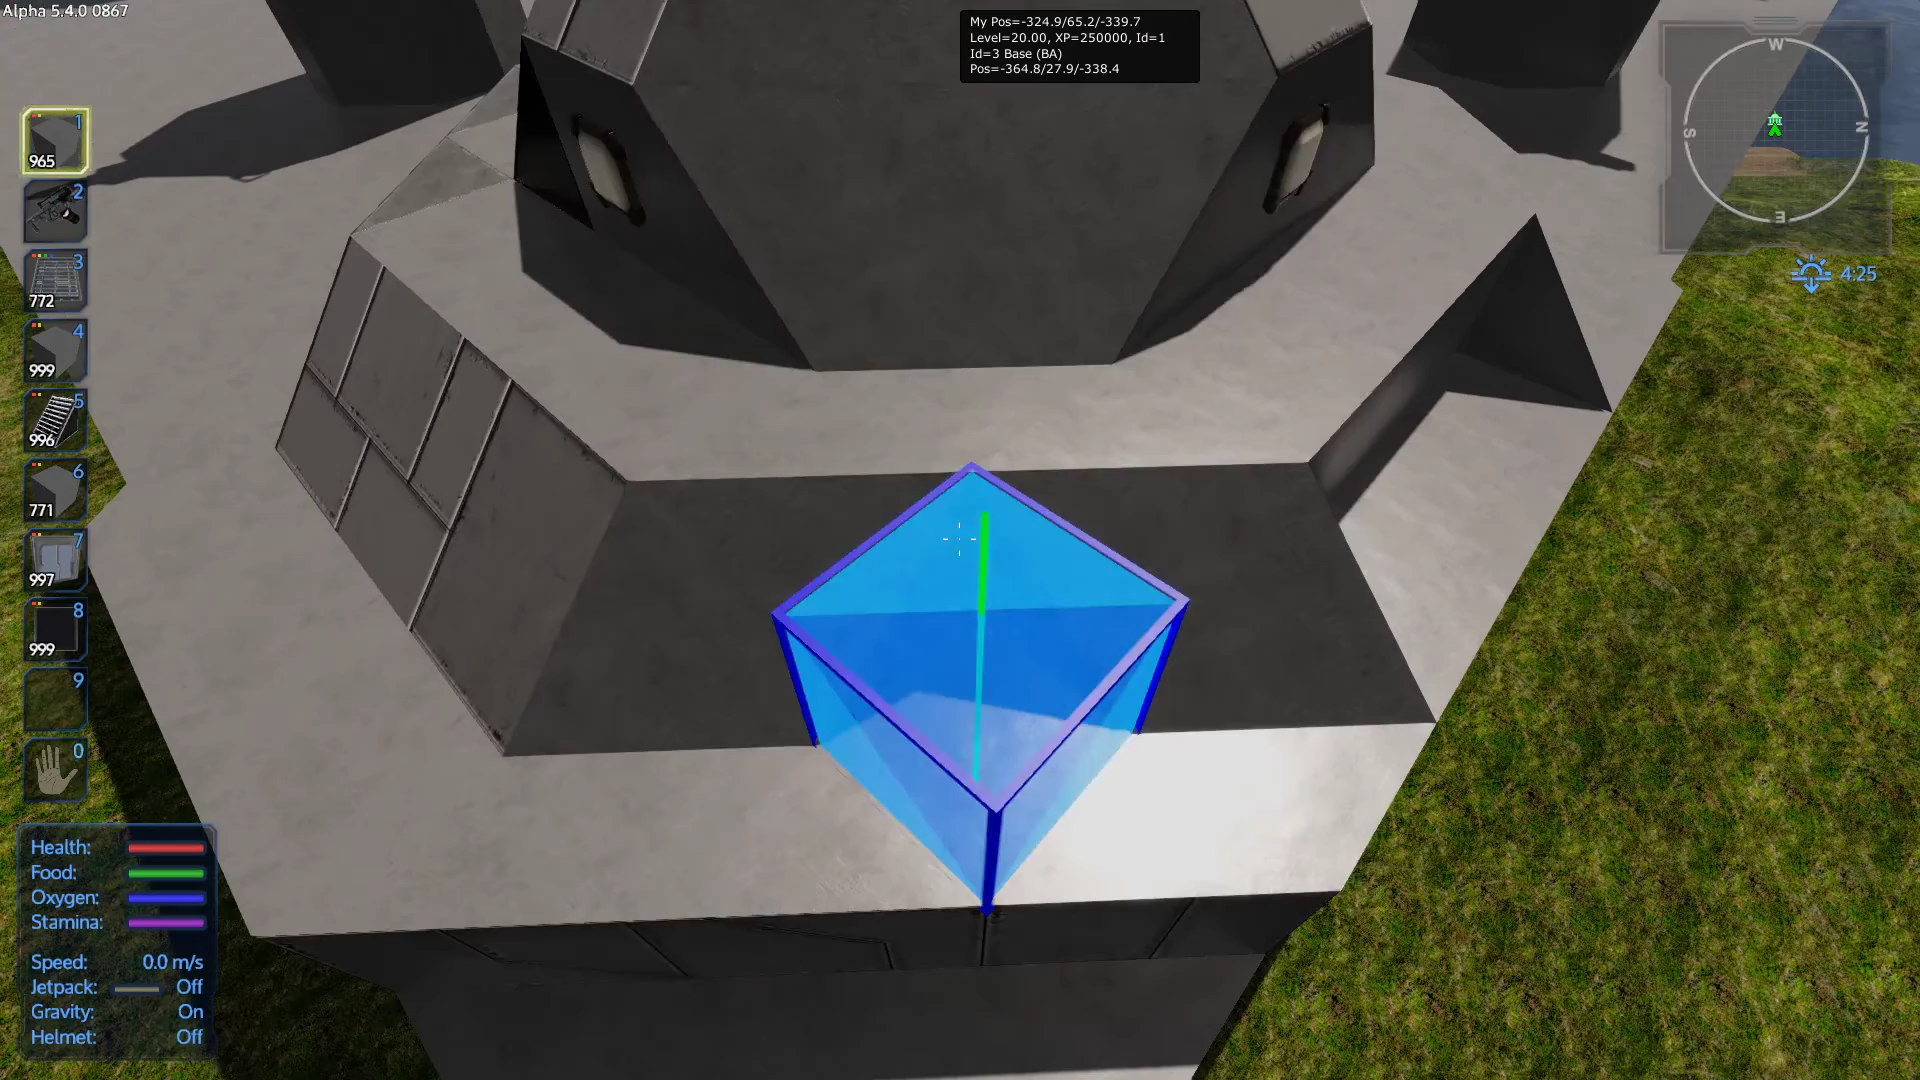 Alpha 5.4.0 0867
My Pos=-324.9/65.2/-339.7
Level=20.00, XP=250000, Id=1
Id=3 Base (BA)
Pos=-364.8/27.9/-338.4
W
S
N
E
4:25
1
965
2
3
772
4
999
5
996
6
771
7
997
8
999
9
0
Health:
Food:
Oxygen:
Stamina:
Speed: 0.0 m/s
Jetpack: Off
Gravity: On
Helmet: Off